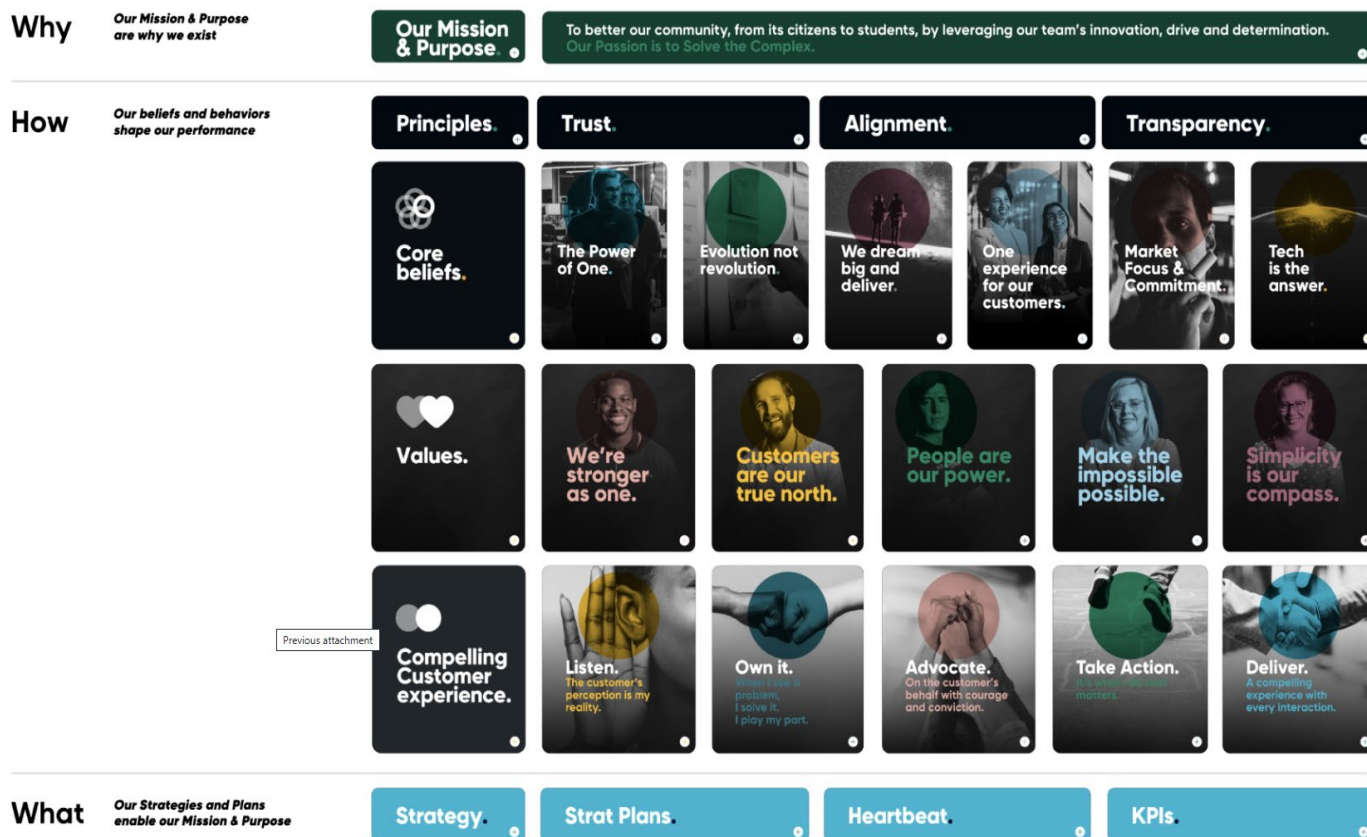 Why
Our Mission & Purpose
are why we exist
Our Mission
& Purpose.
To better our community, from its citizens to students, by leveraging our team's innovation, drive and determination.
Our Passion is to Solve the Complex.
How
Our beliefs and behaviors
shape our performance
Principles.
Trust.
Alignment.
Transparency.
Core
beliefs.
The Power
of One.
Evolution not
revolution.
We dream
big and
deliver.
One
experience
for our
customers.
Market
Focus &
Commitment.
Tech
is the
answer.
Values.
We're
stronger
as one.
Customers
are our
true north.
People are
our power.
Make the
impossible
possible.
Simplicity
is our
compass.
Previous attachment
Compelling
Customer
experience.
Listen.
The customer's
perception is my
reality.
Own it.
When I see a
problem,
I solve it.
I play my part.
Advocate.
On the customer's
behalf with courage
and conviction.
Take Action.
It's what
matters.
Deliver.
A compelling
experience with
every interaction.
What
Our Strategies and Plans
enable our Mission & Purpose
Strategy.
Strat Plans.
Heartbeat.
KPIs.